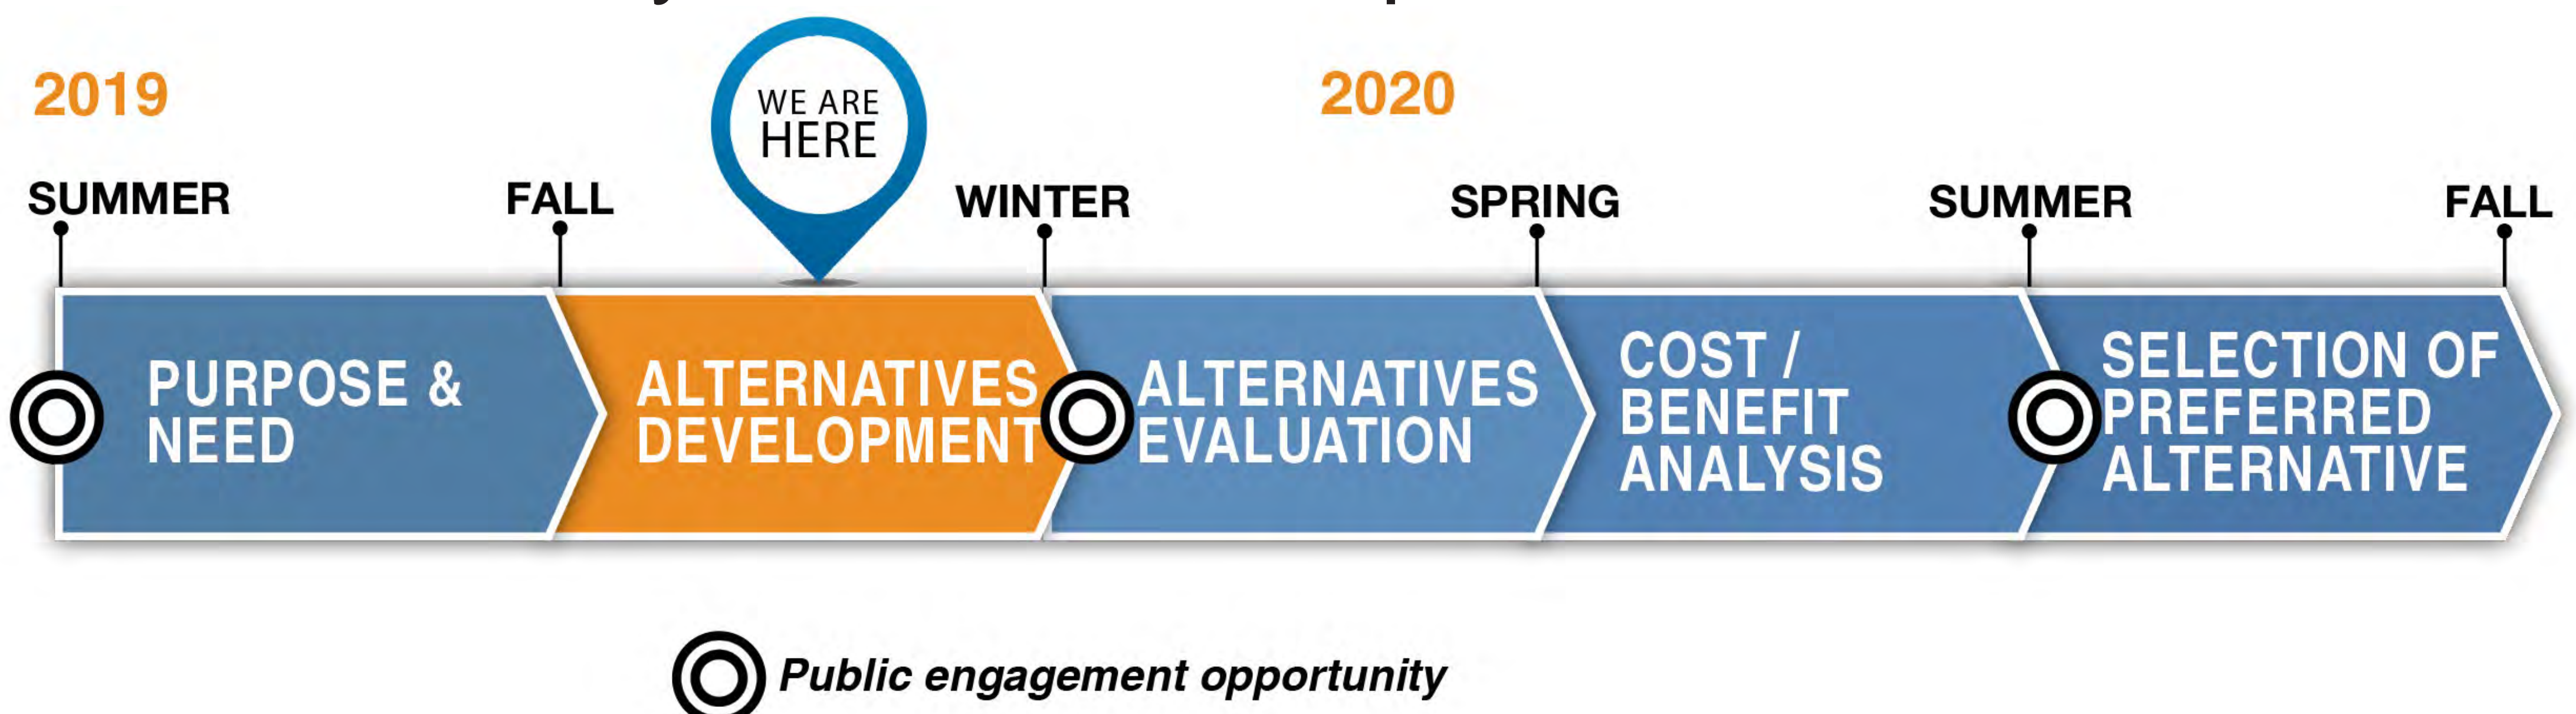 2019
WE ARE
HERE
2020
SUMMER
FALL
WINTER
SPRING
SUMMER
FALL
PURPOSE &
NEED
ALTERNATIVES
DEVELOPMENT
ALTERNATIVES
EVALUATION
COST /
BENEFIT
ANALYSIS
SELECTION OF
PREFERRED
ALTERNATIVE
Public engagement opportunity